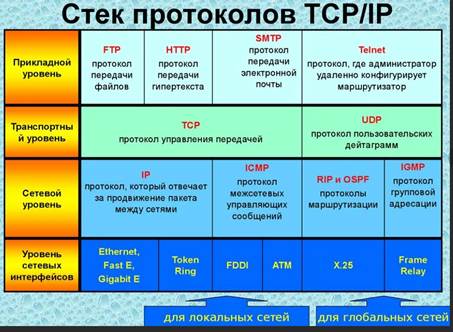 Стек протоколов TCP/IP
Прикладной
уровень
FTP
протокол
передачи
файлов
HTTP
протокол
передачи
гипертекста
SMTP
протокол
передачи
электронной
почты
Telnet
протокол, где администратор
удаленно конфигурирует
маршрутизатор
Транспортны
й уровень
TCP
протокол управления передачей
UDP
протокол пользовательских
дейтаграмм
Сетевой
уровень
IP
протокол, который отвечает
за продвижение пакета
между сетями
ICMP
протокол
межсетевых
управляющих
сообщений
RIP и OSPF
протоколы
маршрутизации
IGMP
протокол
групповой
адресации
Уровень
сетевых
интерфейсов
Ethernet,
Fast E,
Gigabit E
Token
Ring
FDDI
ATM
X.25
Frame
Relay
для локальных сетей
для глобальных сетей